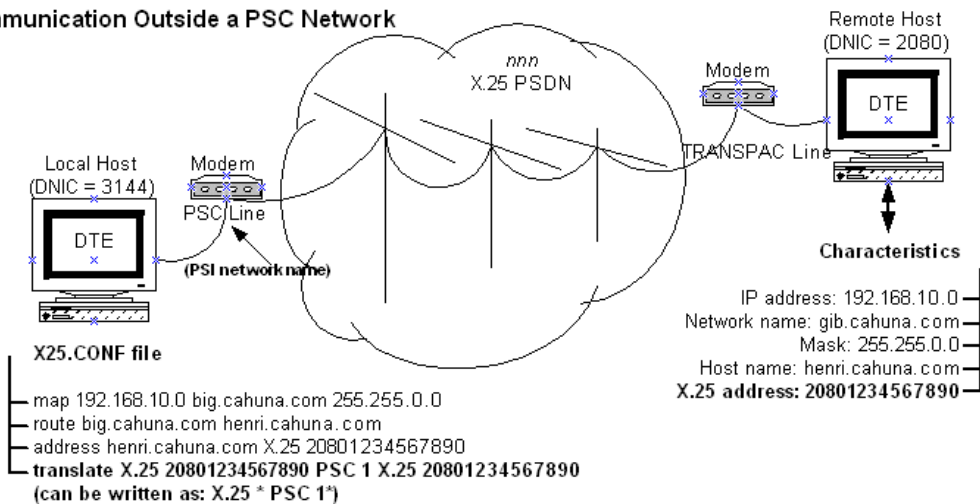 mmunication Outside a PSC Network
Remote Host
(DNIC = 2080)
nnn
X.25 PSDN
Modem
DTE
TRANSPAC Line
Local Host
(DNIC = 3144)
Modem
PSC Line
DTE
(PSI network name)
Characteristics
IP address: 192.168.10.0
Network name: gib.cahuna.com
Mask: 255.255.0.0
Host name: henri.cahuna.com
X.25 address: 20801234567890
X25.CONF file
map 192.168.10.0 big.cahuna.com 255.255.0.0
route big.cahuna.com henri.cahuna.com
address henri.cahuna.com X.25 20801234567890
translate X.25 20801234567890 PSC 1 X.25 20801234567890
(can be written as: X.25 * PSC 1*)